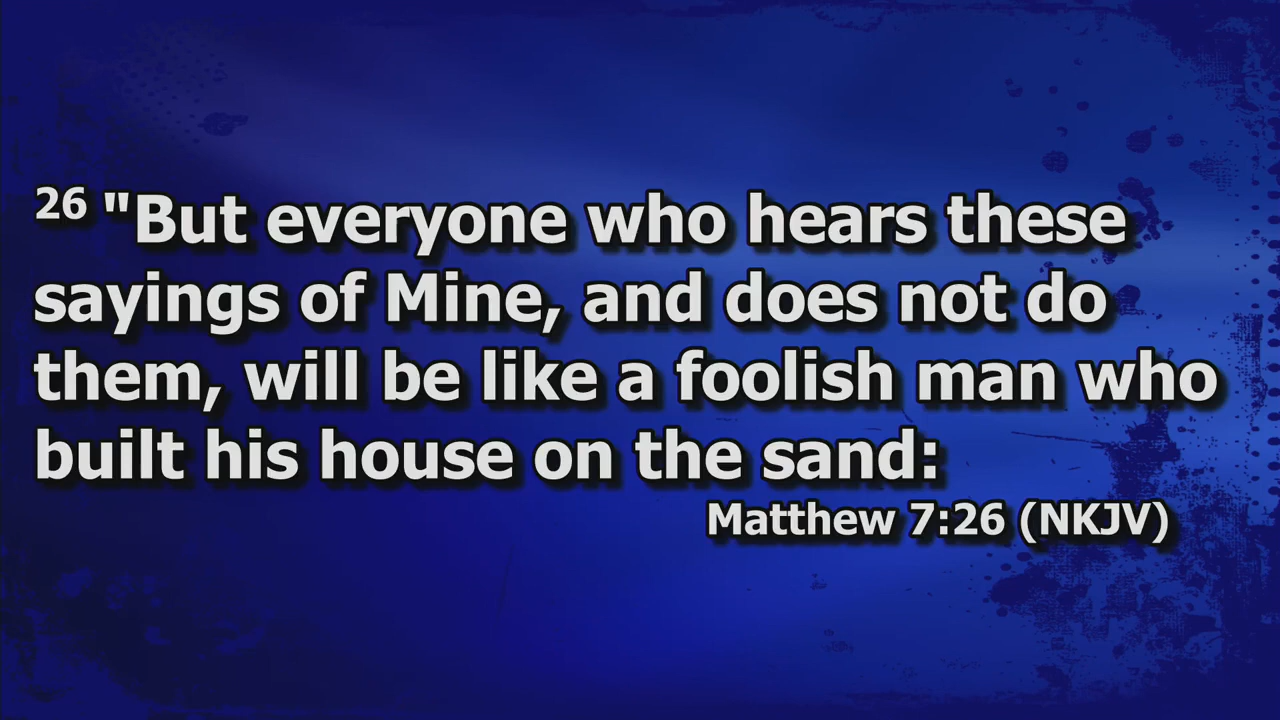 26 "But everyone who hears these
sayings of Mine, and does not do
them, will be like a foolish man who
built his house on the sand:
Matthew 7:26 (NKJV)